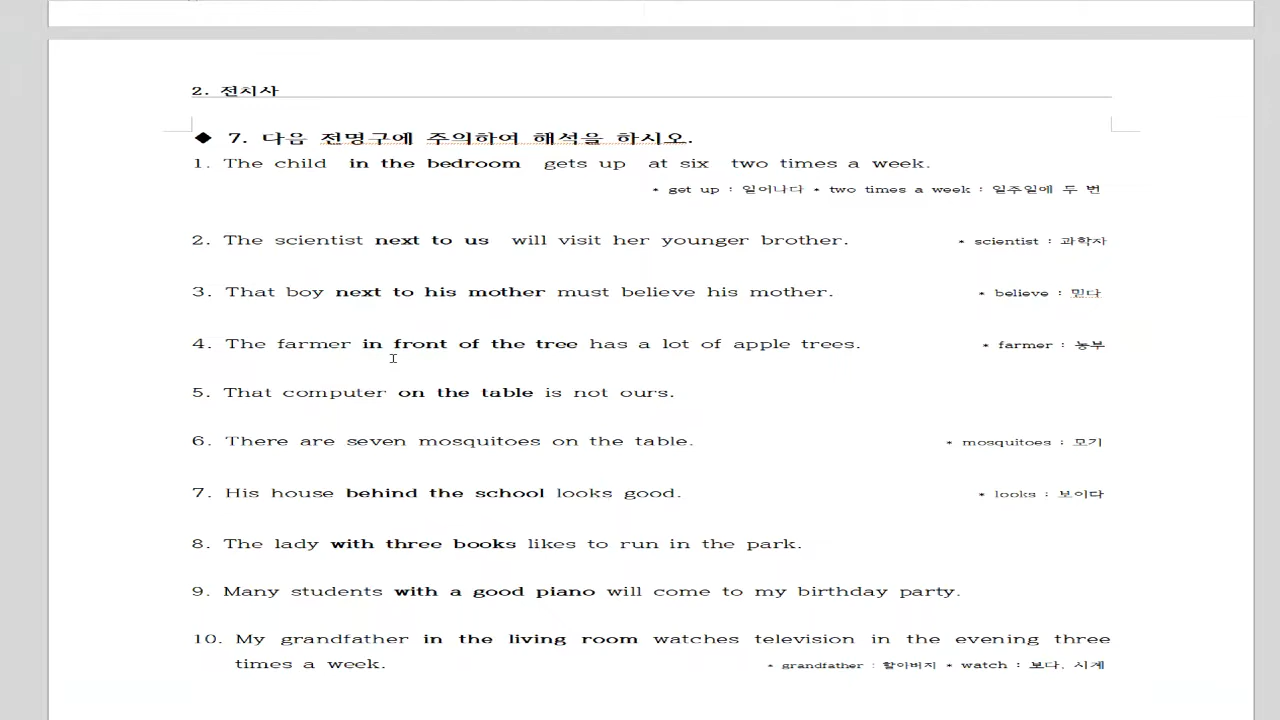 2. 전치사
◆ 7. 다음 전명구에 주의하여 해석을 하시오.
1. The child in the bedroom gets up at six two times a week.
* get up : 일어나다 * two times a week : 일주일에 두 번
2. The scientist next to us will visit her younger brother. * scientist : 과학자
3. That boy next to his mother must believe his mother. * believe : 믿다
4. The farmer in front of the tree has a lot of apple trees. * farmer : 농부
5. That computer on the table is not ours.
6. There are seven mosquitoes on the table. * mosquitoes : 모기
7. His house behind the school looks good. * looks : 보이다
8. The lady with three books likes to run in the park.
9. Many students with a good piano will come to my birthday party.
10. My grandfather in the living room watches television in the evening three
times a week. * grandfather : 할아버지 * watch : 보다, 시계